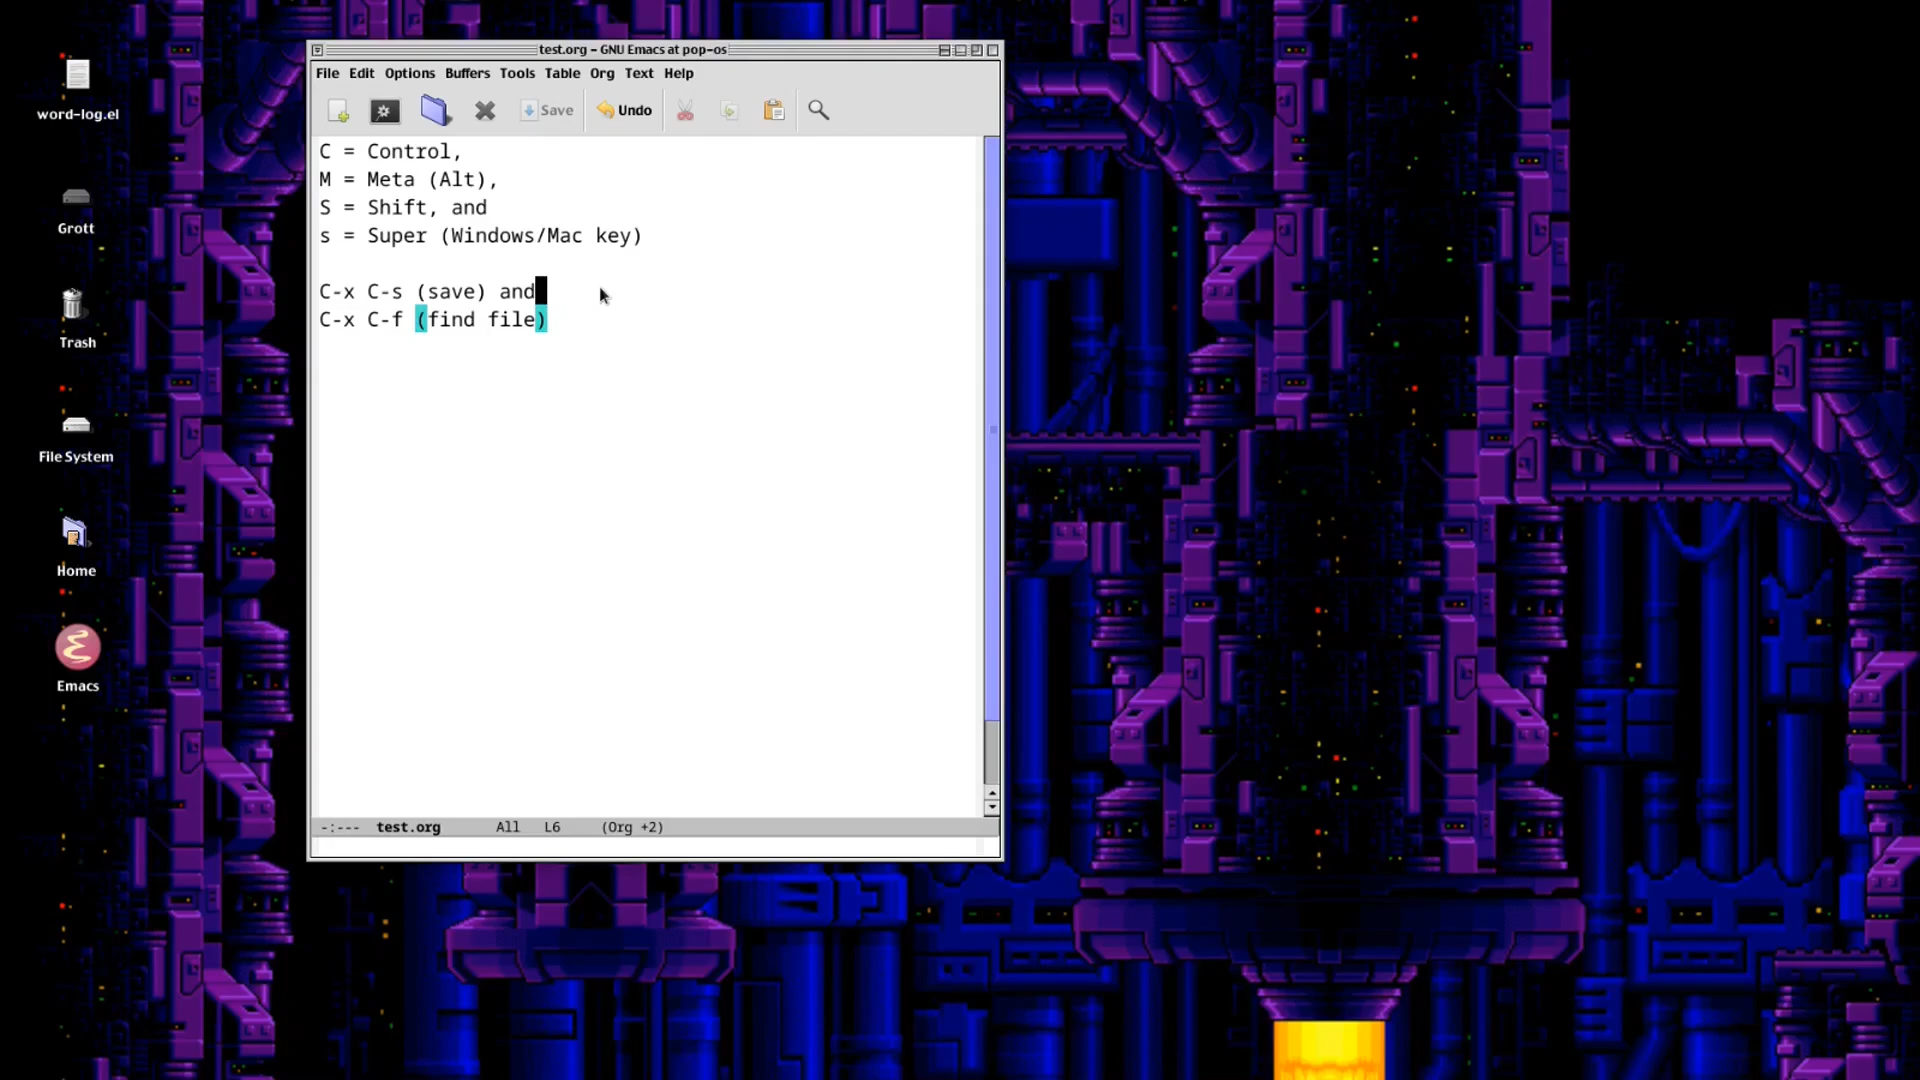 test.org – GNU Emacs at pop-os
File Edit Options Buffers Tools Table Org Text Help
Save Undo
C = Control,
M = Meta (Alt),
S = Shift, and
s = Super (Windows/Mac key)
C-x C-s (save) and
C-x C-f (find file)
-:--- test.org All L6 (Org +2)
word-log.el
Grott
Trash
File System
Home
Emacs